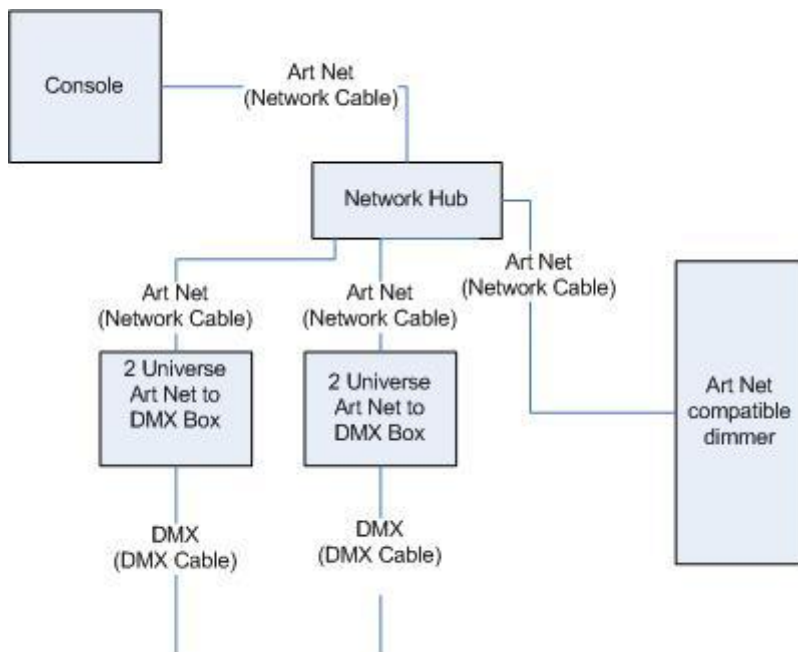 Console
Art Net
(Network Cable)
Network Hub
Art Net
(Network Cable)
Art Net
(Network Cable)
Art Net
(Network Cable)
2 Universe
Art Net to
DMX Box
2 Universe
Art Net to
DMX Box
Art Net
compatible
dimmer
DMX
(DMX Cable)
DMX
(DMX Cable)